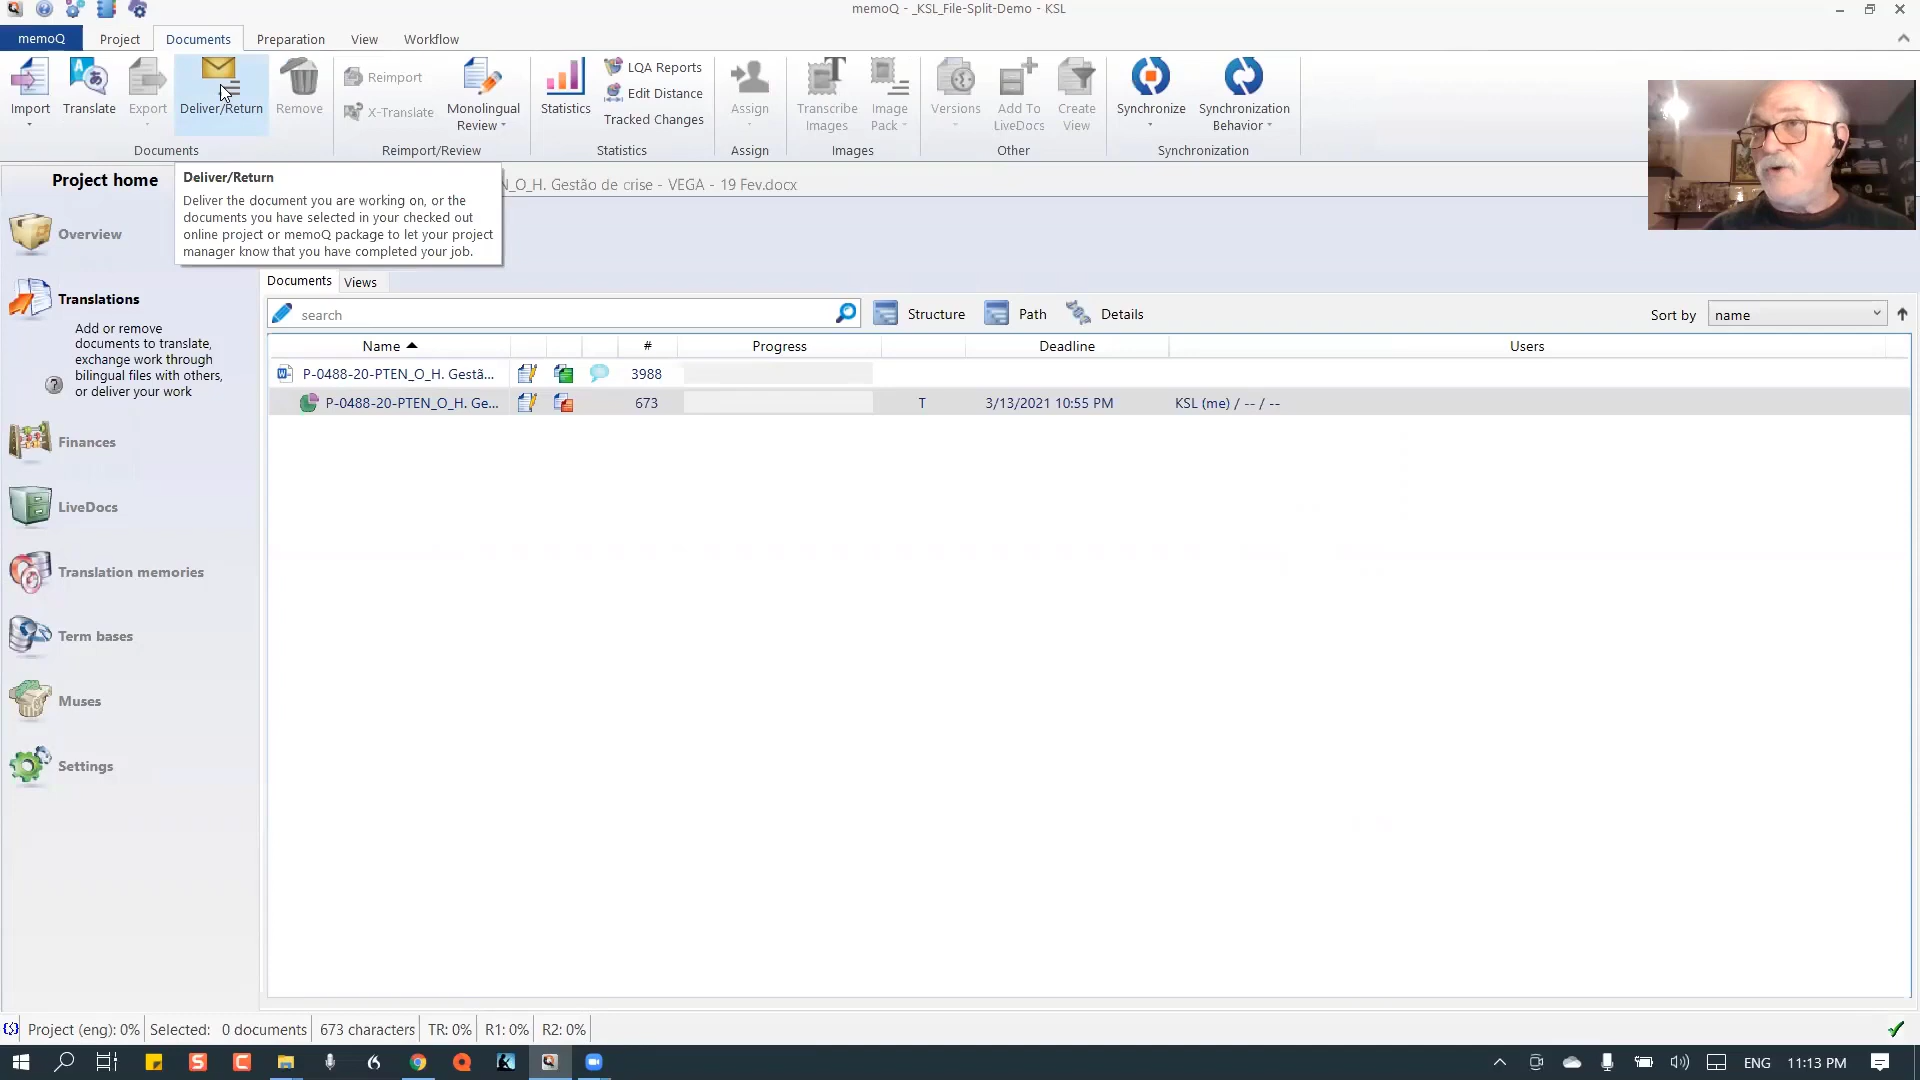 memoQ - _KSL_File-Split-Demo - KSL
memoQ
Project
Documents
Preparation
View
Workflow
Import
Translate
Export
Deliver/Return
Remove
Documents
Reimport
X-Translate
Monolingual
Review
Reimport/Review
Statistics
LQA Reports
Edit Distance
Tracked Changes
Statistics
Assign
Assign
Transcribe
Images
Image
Pack
Images
Versions
Add To
LiveDocs
Create
View
Other
Synchronize
Synchronization
Behavior
Synchronization
Project home
Deliver/Return
Deliver the document you are working on, or the
documents you have selected in your checked out
online project or memoQ package to let your project
manager know that you have completed your job.
N_O_H. Gestão de crise - VEGA - 19 Fev.docx
Overview
Translations
Add or remove
documents to translate,
exchange work through
bilingual files with others,
or deliver your work
Finances
LiveDocs
Translation memories
Term bases
Muses
Settings
Documents
Views
search
Structure
Path
Details
Sort by
name
Name
#
Progress
Deadline
Users
P-0488-20-PTEN_O_H. Gestã...
3988
P-0488-20-PTEN_O_H. Ge...
673
T
3/13/2021 10:55 PM
KSL (me) / -- / --
Project (eng): 0%
Selected: 0 documents
673 characters
TR: 0%
R1: 0%
R2: 0%
ENG
11:13 PM